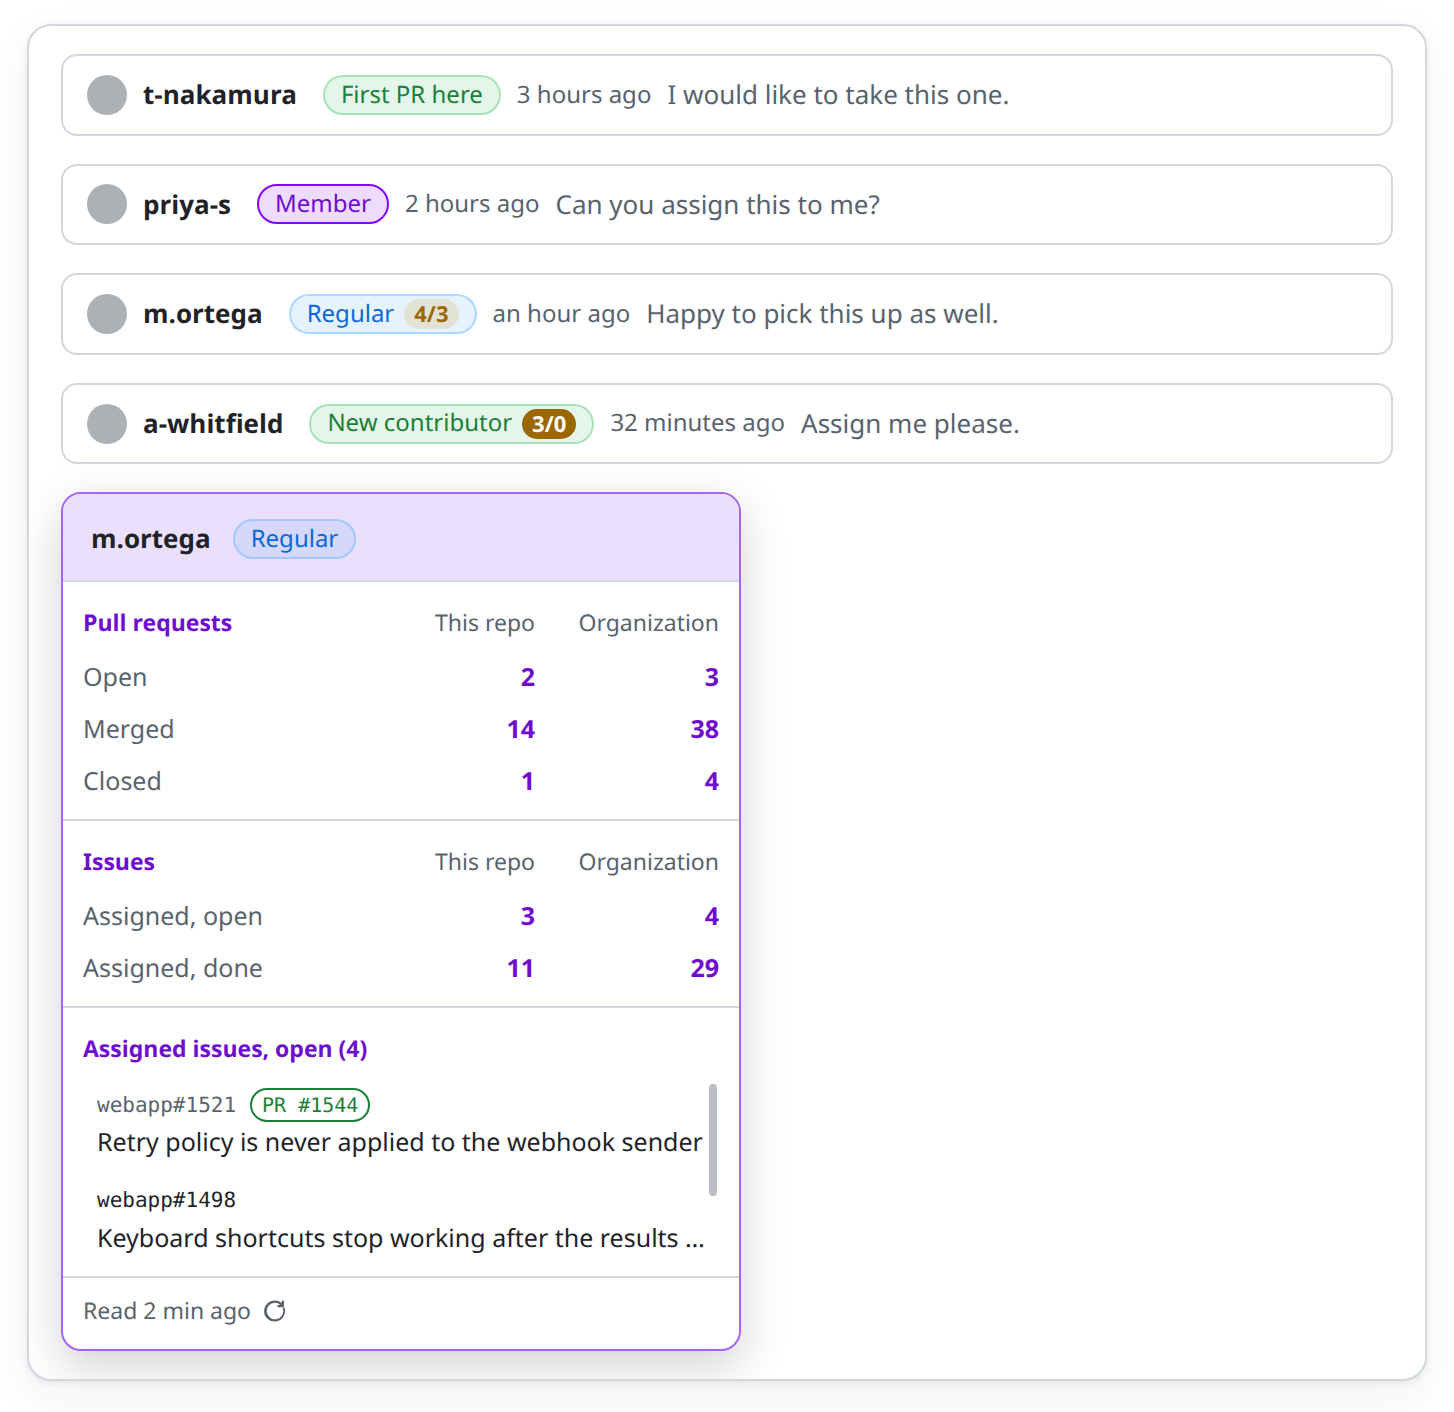 t-nakamura First PR here 3 hours ago I would like to take this one.
priya-s Member 2 hours ago Can you assign this to me?
m.ortega Regular 4/3 an hour ago Happy to pick this up as well.
a-whitfield New contributor 3/0 32 minutes ago Assign me please.
m.ortega Regular
Pull requests This repo Organization
Open 2 3
Merged 14 38
Closed 1 4
Issues This repo Organization
Assigned, open 3 4
Assigned, done 11 29
Assigned issues, open (4)
webapp#1521 PR #1544
Retry policy is never applied to the webhook sender
webapp#1498
Keyboard shortcuts stop working after the results ...
Read 2 min ago